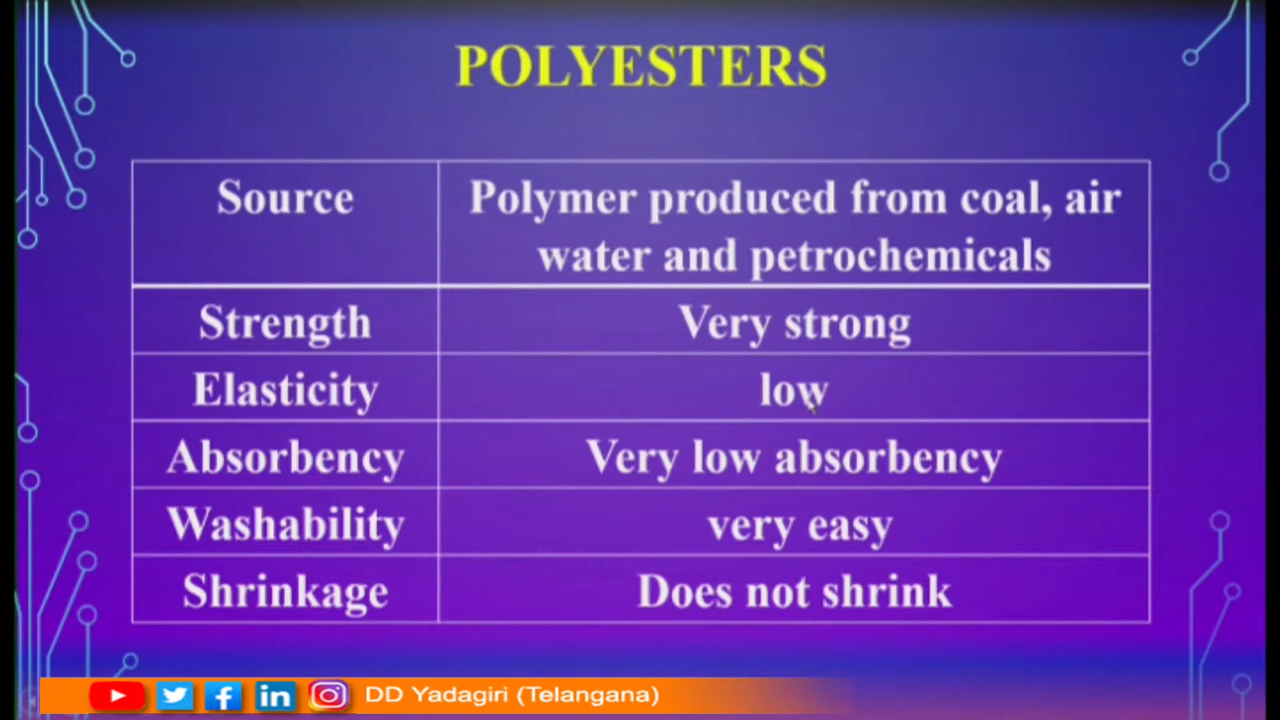 POLYESTERS
Source
Polymer produced from coal, air
water and petrochemicals
Strength
Very strong
Elasticity
low
Absorbency
Very low absorbency
Washability
very easy
Shrinkage
Does not shrink
DD Yadagiri (Telangana)